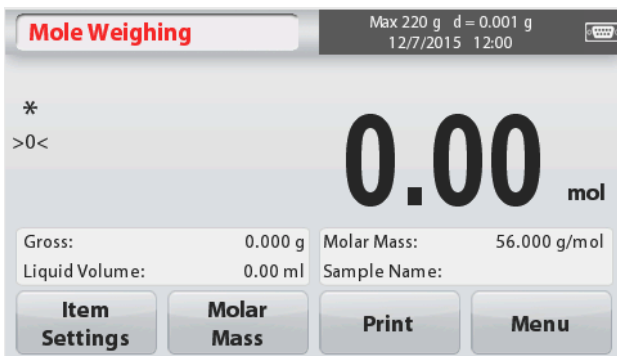 Mole Weighing
Max 220 g d = 0.001 g
12/7/2015 12:00
*
>0<
0.00 mol
Gross: 0.000 g
Liquid Volume: 0.00 ml
Molar Mass: 56.000 g/mol
Sample Name:
Item Settings
Molar Mass
Print
Menu